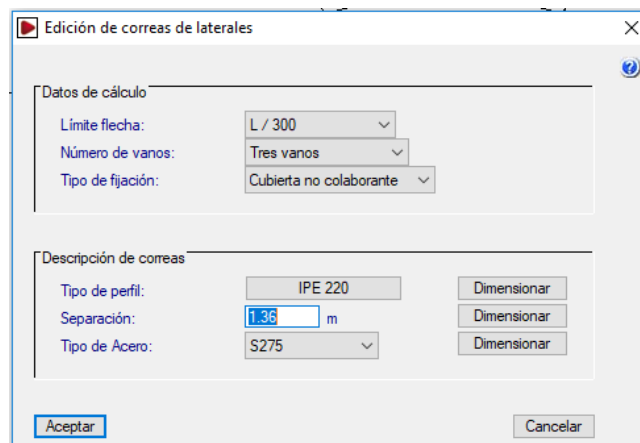 Edición de correas de laterales
Datos de cálculo
Límite flecha: L / 300
Número de vanos: Tres vanos
Tipo de fijación: Cubierta no colaborante
Descripción de correas
Tipo de perfil: IPE 220 Dimensionar
Separación: 1.36 m Dimensionar
Tipo de Acero: S275 Dimensionar
Aceptar Cancelar